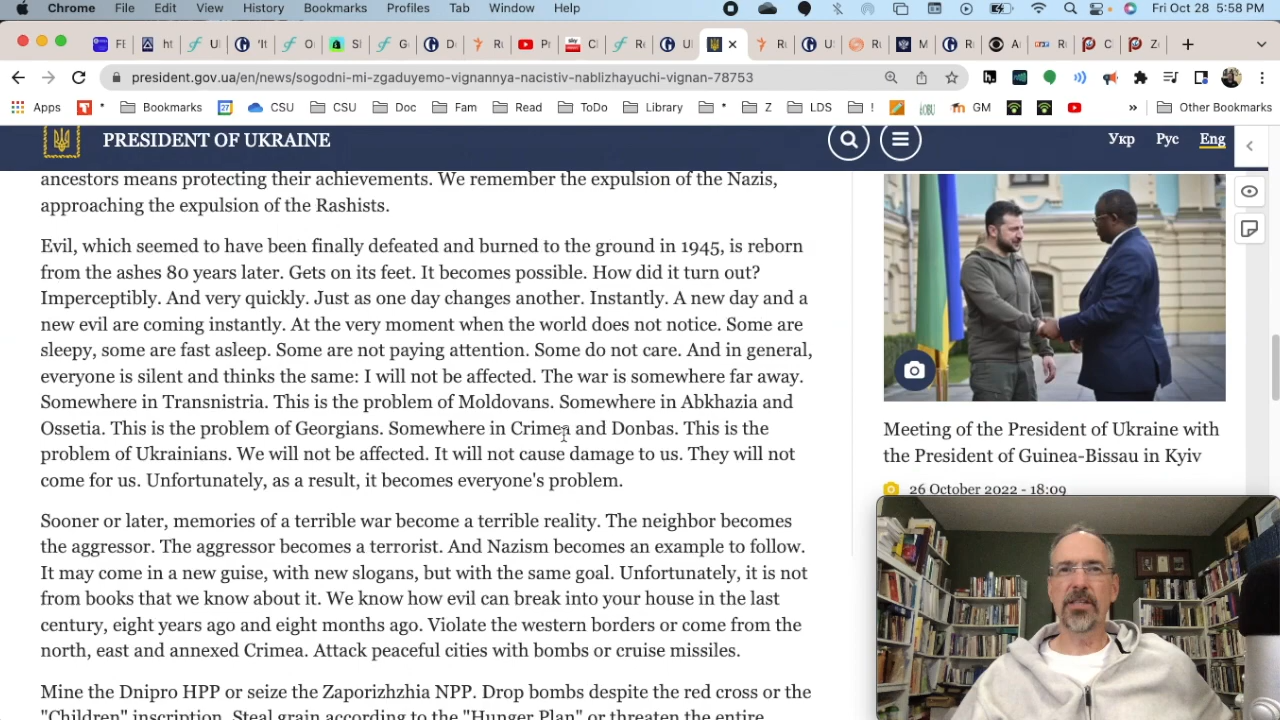 Chrome File Edit View History Bookmarks Profiles Tab Window Help Fri Oct 28 5:58 PM
president.gov.ua/en/news/sogodni-mi-zgaduyemo-vignannya-nacistiv-nablizhayuchi-vignan-78753
Apps Bookmarks 27 CSU CSU Doc Tam Read ToDo Library * Z LDS ! GM Other Bookmarks
PRESIDENT OF UKRAINE
Укр Рус Eng
ancestors means protecting their achievements. We remember the expulsion of the Nazis,
approaching the expulsion of the Rashists.
Evil, which seemed to have been finally defeated and burned to the ground in 1945, is reborn
from the ashes 80 years later. Gets on its feet. It becomes possible. How did it turn out?
Imperceptibly. And very quickly. Just as one day changes another. Instantly. A new day and a
new evil are coming instantly. At the very moment when the world does not notice. Some are
sleepy, some are fast asleep. Some are not paying attention. Some do not care. And in general,
everyone is silent and thinks the same: I will not be affected. The war is somewhere far away.
Somewhere in Transnistria. This is the problem of Moldovans. Somewhere in Abkhazia and
Ossetia. This is the problem of Georgians. Somewhere in Crimea and Donbas. This is the
problem of Ukrainians. We will not be affected. It will not cause damage to us. They will not
come for us. Unfortunately, as a result, it becomes everyone's problem.
Sooner or later, memories of a terrible war become a terrible reality. The neighbor becomes
the aggressor. The aggressor becomes a terrorist. And Nazism becomes an example to follow.
It may come in a new guise, with new slogans, but with the same goal. Unfortunately, it is not
from books that we know about it. We know how evil can break into your house in the last
century, eight years ago and eight months ago. Violate the western borders or come from the
north, east and annexed Crimea. Attack peaceful cities with bombs or cruise missiles.
Mine the Dnipro HPP or seize the Zaporizhzhia NPP. Drop bombs despite the red cross or the
"Children" inscription. Steal grain according to the "Hunger Plan" or threaten the entire
Meeting of the President of Ukraine with
the President of Guinea-Bissau in Kyiv
26 October 2022 - 18:09